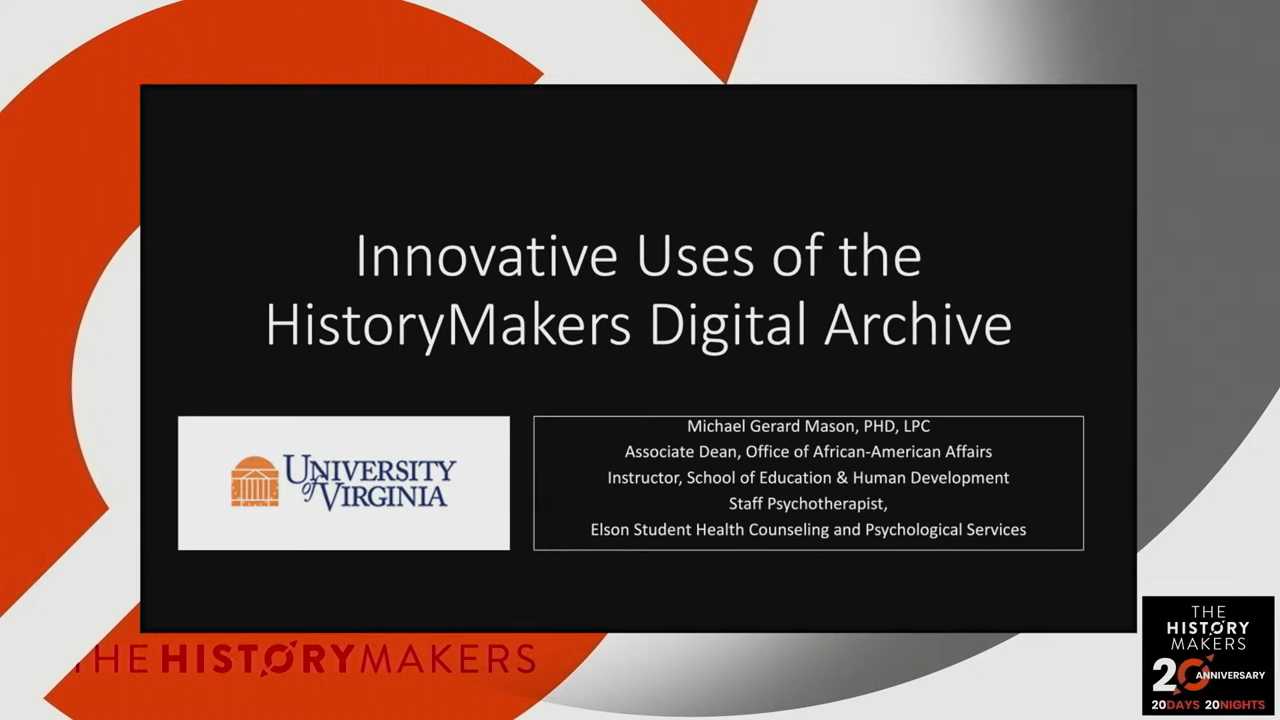 Innovative Uses of the
HistoryMakers Digital Archive
UNIVERSITY
of VIRGINIA
Michael Gerard Mason, PHD, LPC
Associate Dean, Office of African-American Affairs
Instructor, School of Education & Human Development
Staff Psychotherapist,
Elson Student Health Counseling and Psychological Services
THE HISTORYMAKERS
THE
HISTORY
MAKERS
20 ANNIVERSARY
20DAYS 20NIGHTS